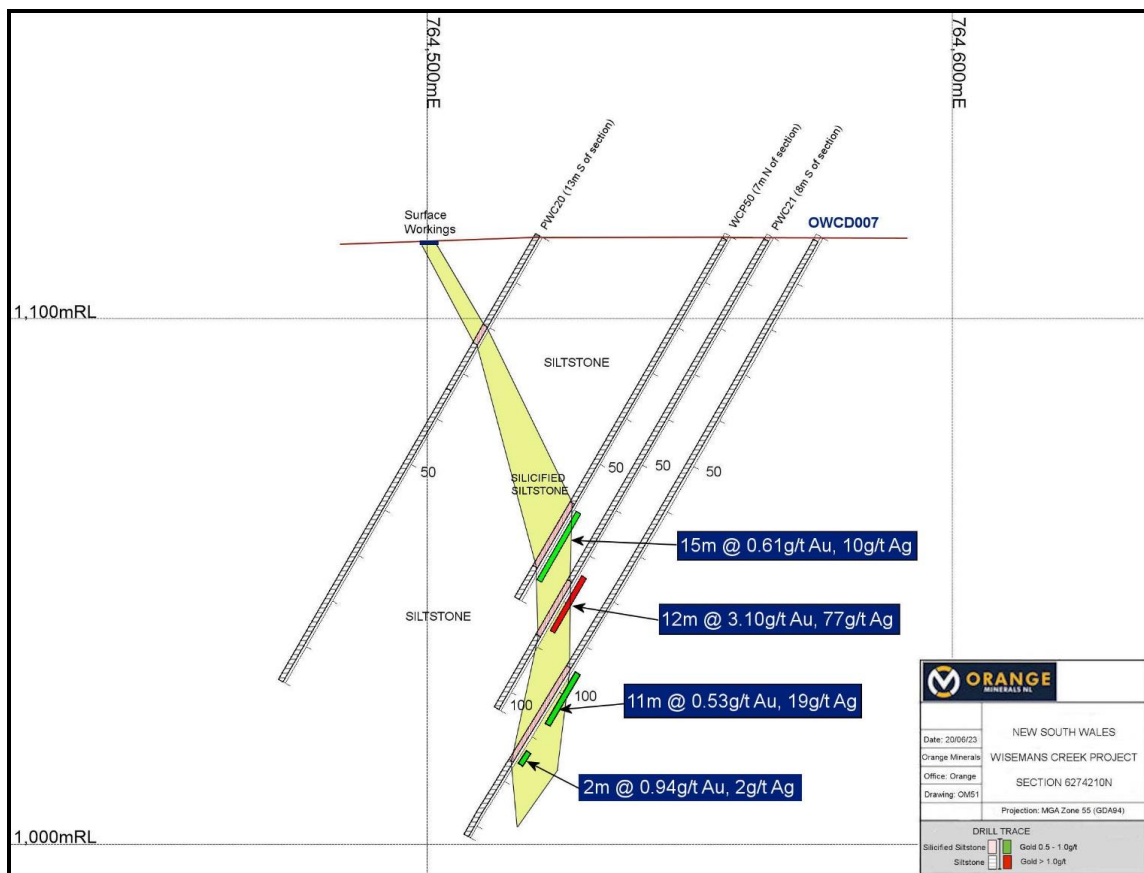 764,500mE
764,600mE
PWC20 (13m S of section)
WCP50 (7m N of section)
PWC21 (8m S of section)
OWCD007
Surface
Workings
1,100mRL
SILTSTONE
50
50
50
50
SILICIFIED
SILTSTONE
15m @ 0.61g/t Au, 10g/t Ag
SILTSTONE
12m @ 3.10g/t Au, 77g/t Ag
100
100
11m @ 0.53g/t Au, 19g/t Ag
2m @ 0.94g/t Au, 2g/t Ag
1,000mRL
ORANGE
MINERALS NL
Date: 20/06/23
Orange Minerals
Office: Orange
Drawing: OM51
NEW SOUTH WALES
WISEMANS CREEK PROJECT
SECTION 6274210N
Projection: MGA Zone 55 (GDA94)
DRILL TRACE
Silicified Siltstone
Gold 0.5 - 1.0g/t
Siltstone
Gold > 1.0g/t